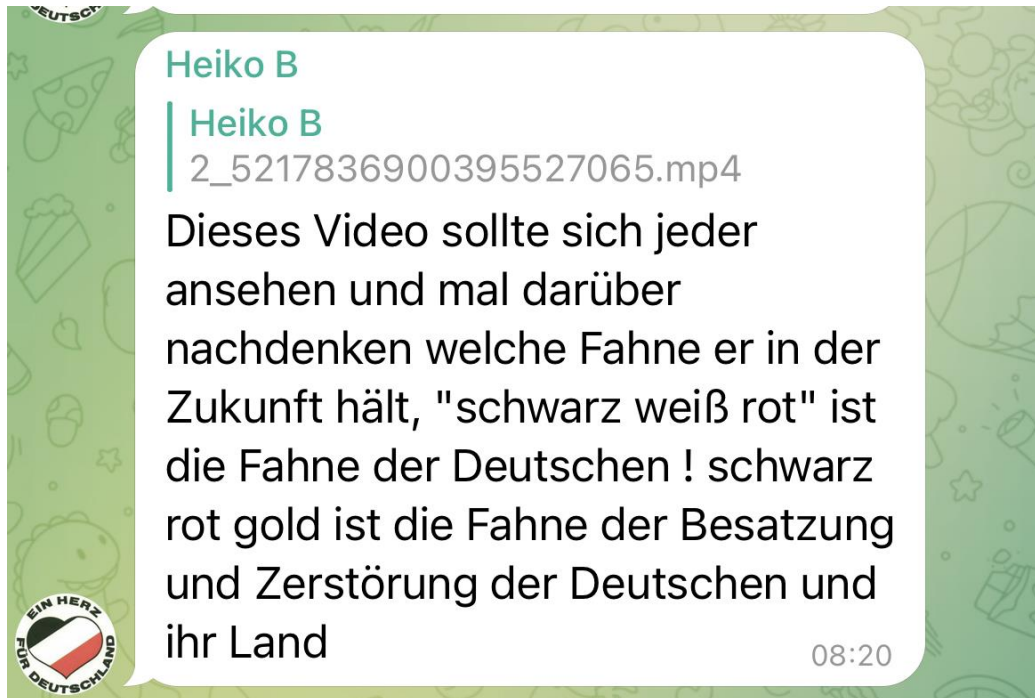 DEUTSCH
Heiko B
Heiko B
2_5217836900395527065.mp4
Dieses Video sollte sich jeder
ansehen und mal darüber
nachdenken welche Fahne er in der
Zukunft hält, "schwarz weiß rot" ist
die Fahne der Deutschen ! schwarz
rot gold ist die Fahne der Besatzung
und Zerstörung der Deutschen und
ihr Land
08:20
EIN HERZ
FÜR DEUTSCHLAND